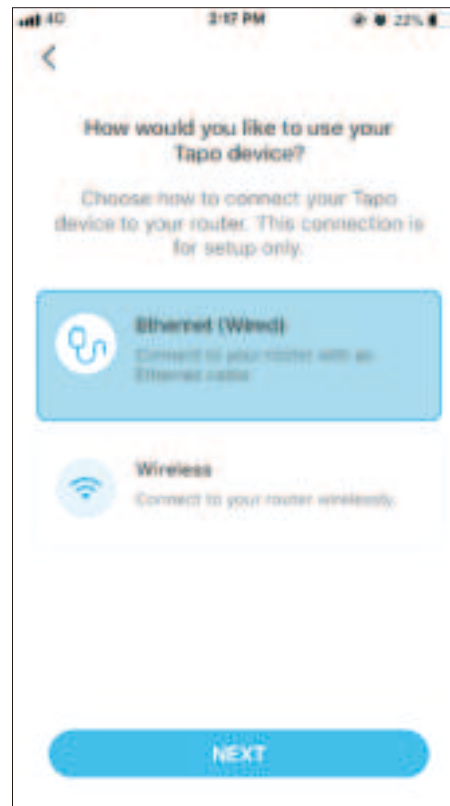 4G 2:17 PM 22%
How would you like to use your
Tapo device?
Choose how to connect your Tapo
device to your router. This connection is
for setup only.
Ethernet (Wired)
Connect to your router with an
Ethernet cable
Wireless
Connect to your router wirelessly.
NEXT